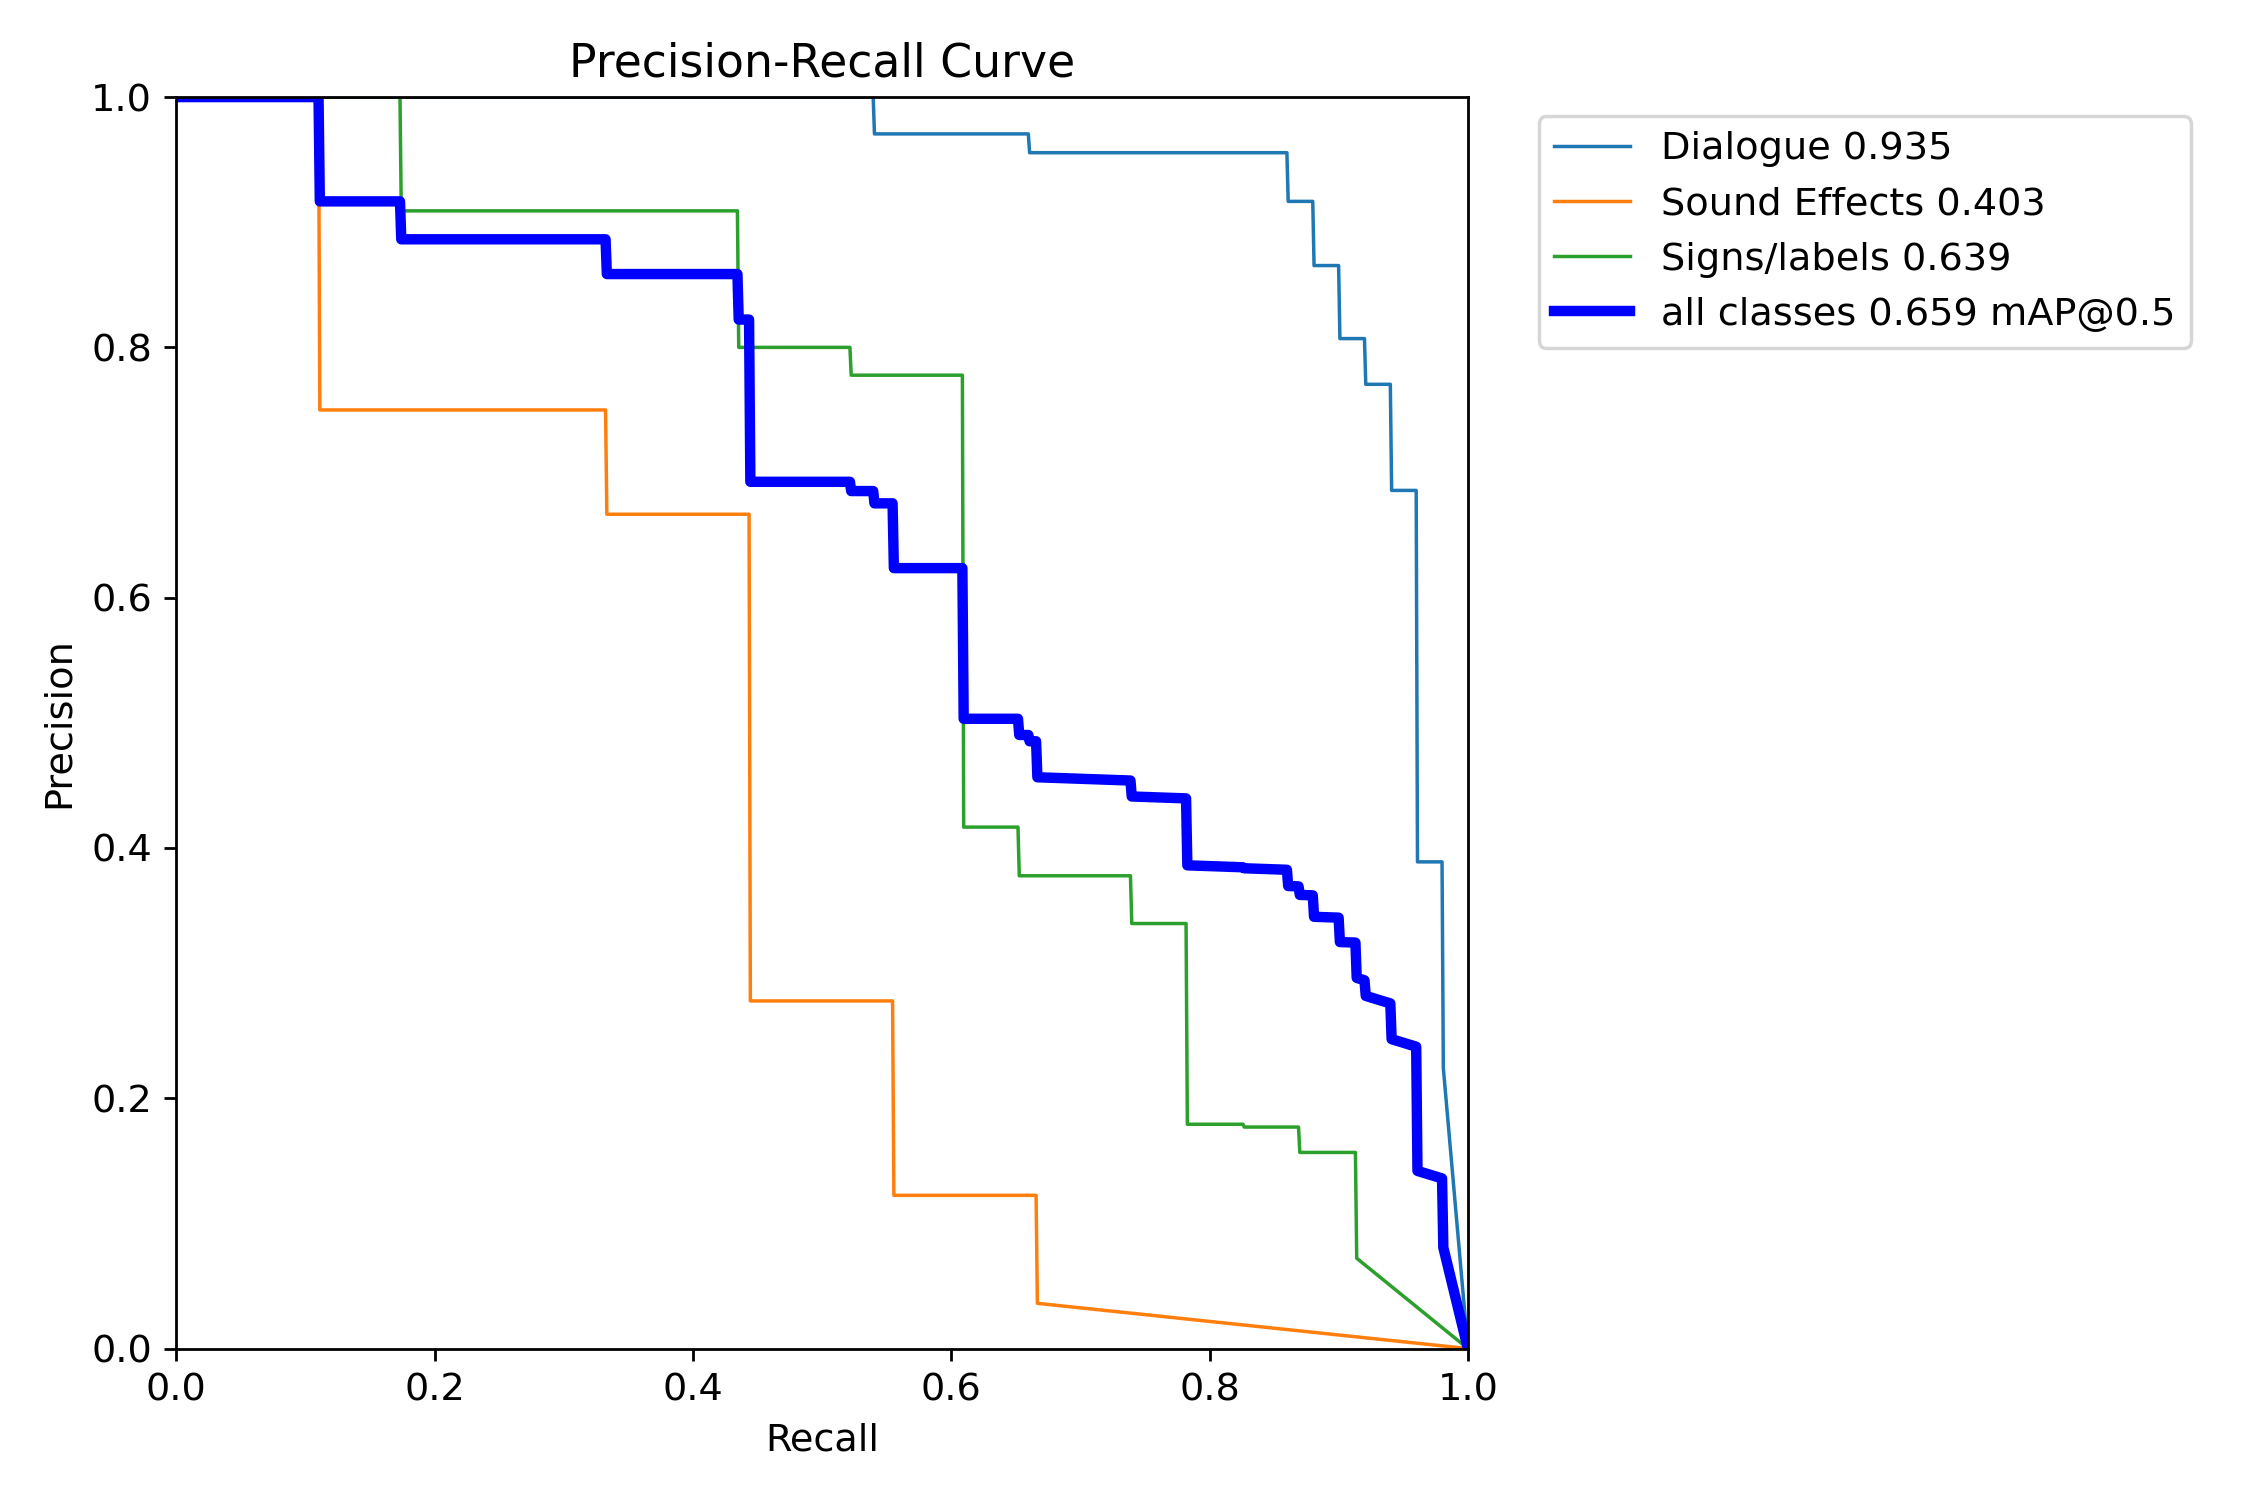 Precision-Recall Curve
1.0
0.8
0.6
0.4
0.2
0.0
Precision
0.0 0.2 0.4 0.6 0.8 1.0
Recall
Dialogue 0.935
Sound Effects 0.403
Signs/labels 0.639
all classes 0.659 mAP@0.5